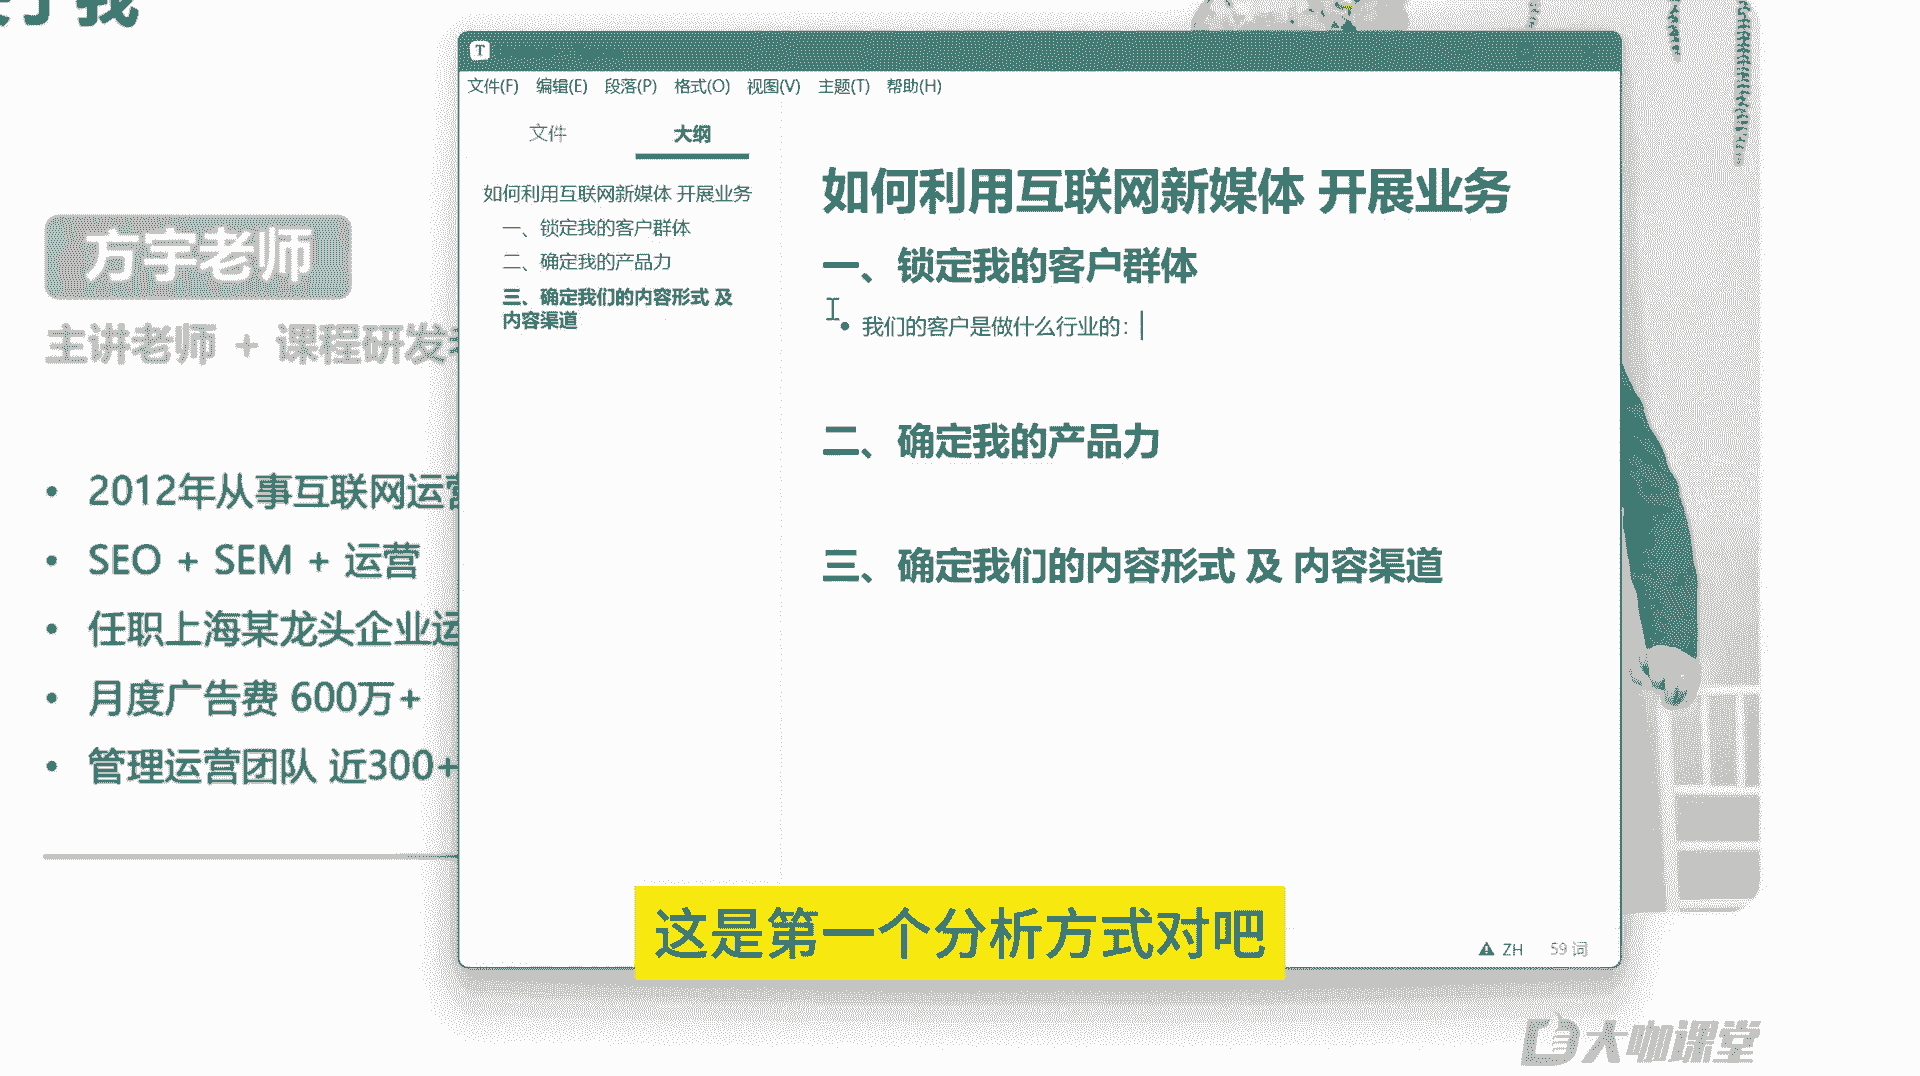 我
方宇老师
主讲老师 + 课程研发
2012年从事互联网运营
SEO + SEM + 运营
任职上海某龙头企业运
月度广告费 600万+
管理运营团队 近300+
T
文件(F) 编辑(E) 段落(P) 格式(O) 视图(V) 主题(T) 帮助(H)
文件 大纲
如何利用互联网新媒体 开展业务
一、锁定我的客户群体
二、确定我的产品力
三、确定我们的内容形式 及
内容渠道
如何利用互联网新媒体 开展业务
一、锁定我的客户群体
我们的客户是做什么行业的：
二、确定我的产品力
三、确定我们的内容形式 及 内容渠道
ZH 59 词
这是第一个分析方式对吧
大咖课堂